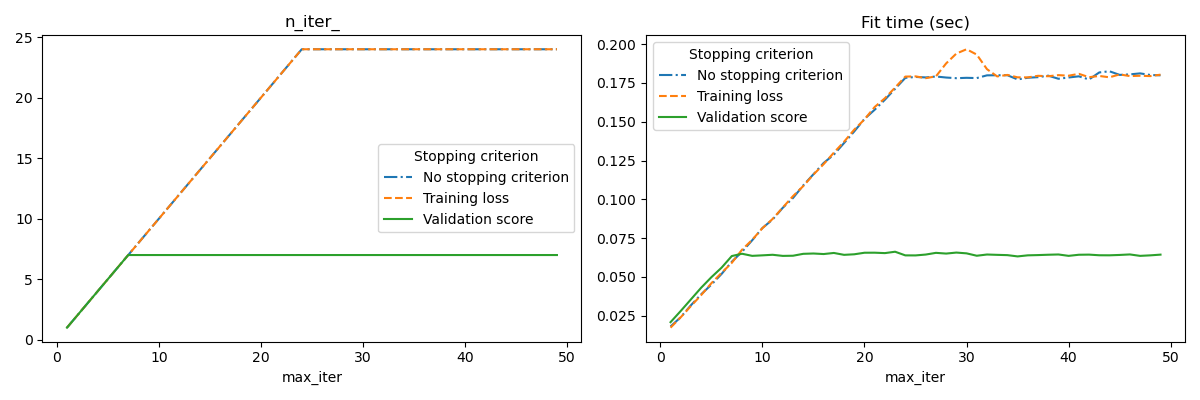 n_iter_
25
20
15
10
5
0
0 10 20 30 40 50
max_iter
Stopping criterion
No stopping criterion
Training loss
Validation score
Fit time (sec)
0.200
0.175
0.150
0.125
0.100
0.075
0.050
0.025
0 10 20 30 40 50
max_iter
Stopping criterion
No stopping criterion
Training loss
Validation score